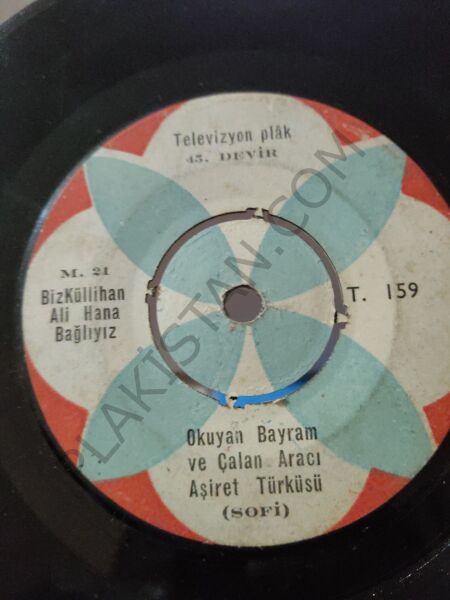 Televizyon plâk
45. DEVİR
M. 21
BizKüllihan
Ali Hana
Bağlıyız
T. 159
Okuyan Bayram
ve Çalan Aracı
Aşiret Türküsü
(SOFİ)
PLAKİSTAN.COM